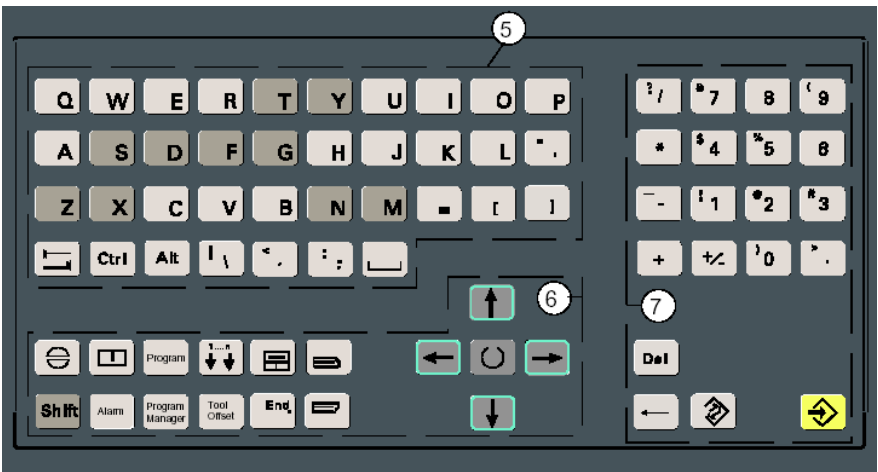 5
Q W E R T Y U I O P ? / 7 8 ( 9
A S D F G H J K L " , * $ 4 % 5 6
Z X C V B N M = [ ] _ - ! 1 2 # 3
Ctrl Alt | \ < . : ; + +/- ) 0 > .
6
7
Program 1....n Del
Shift Alarm Program Manager Tool Offset End